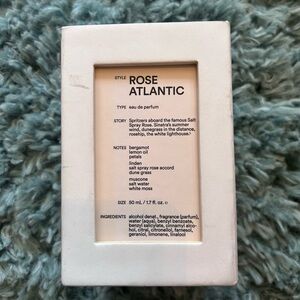 STYLE ROSE
ATLANTIC
TYPE eau de parfum
STORY Spritzers aboard the famous Salt
Spray Rose. Sinatra's summer
wind, dunegrass in the distance,
rosehip, the white lighthouse.
NOTES bergamot
lemon oil
petals
linden
salt spray rose accord
dune grass
muscone
salt water
white moss
SIZE 50 mL / 1.7 fl. oz. e
INGREDIENTS alcohol denat., fragrance (parfum),
water (aqua), benzyl benzoate,
benzyl salicylate, cinnamyl alco-
hol, citral, citronellol, farnesol,
geraniol, limonene, linalool